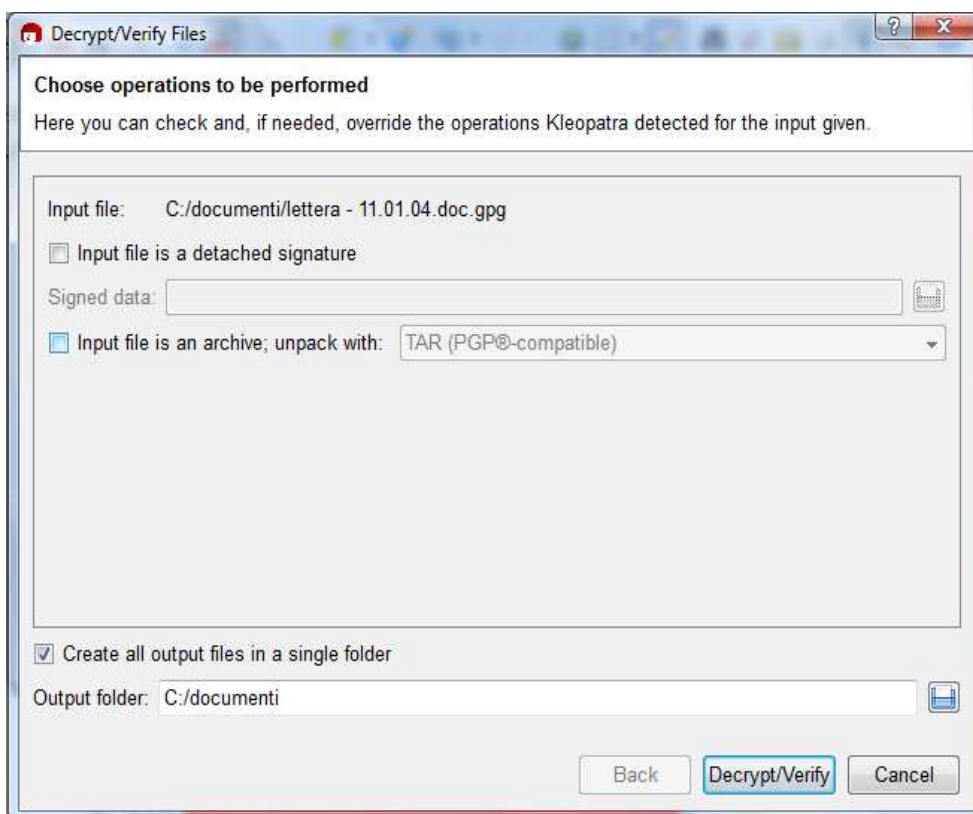 Decrypt/Verify Files
?
X
Choose operations to be performed
Here you can check and, if needed, override the operations Kleopatra detected for the input given.
Input file: C:/documenti/lettera - 11.01.04.doc.gpg
Input file is a detached signature
Signed data:
Input file is an archive; unpack with: TAR (PGP®-compatible)
Create all output files in a single folder
Output folder: C:/documenti
Back Decrypt/Verify Cancel